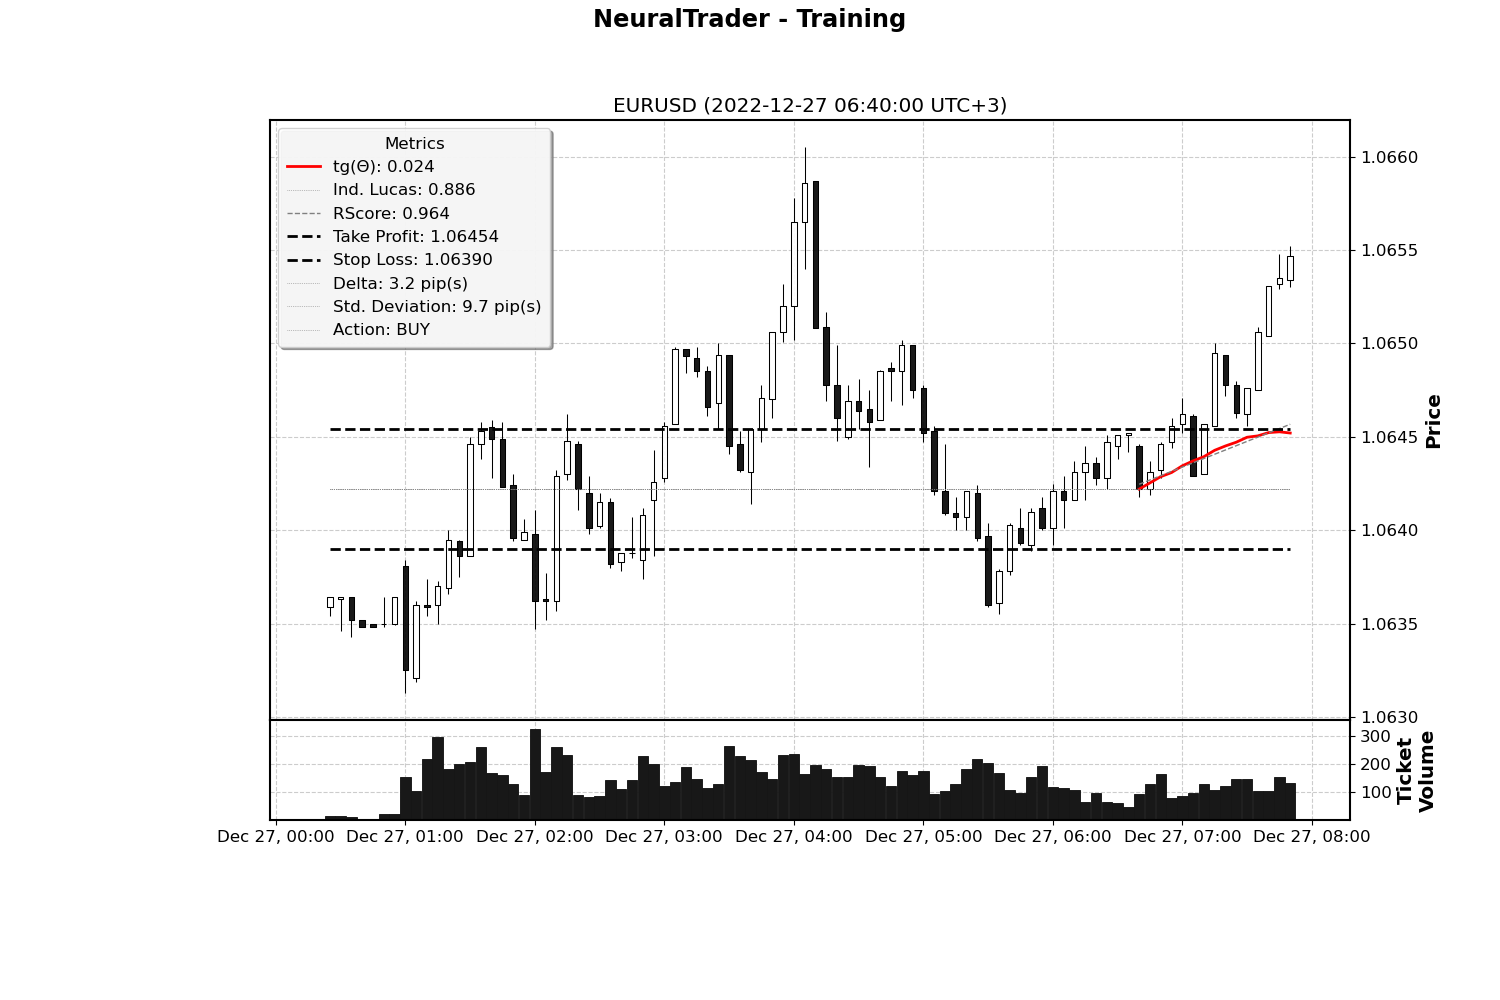 NeuralTrader - Training
EURUSD (2022-12-27 06:40:00 UTC+3)
Metrics
tg(Θ): 0.024
Ind. Lucas: 0.886
RScore: 0.964
Take Profit: 1.06454
Stop Loss: 1.06390
Delta: 3.2 pip(s)
Std. Deviation: 9.7 pip(s)
Action: BUY
1.0660
1.0655
1.0650
1.0645
1.0640
1.0635
1.0630
Price
300
200
100
Ticket
Volume
Dec 27, 00:00 Dec 27, 01:00 Dec 27, 02:00 Dec 27, 03:00 Dec 27, 04:00 Dec 27, 05:00 Dec 27, 06:00 Dec 27, 07:00 Dec 27, 08:00